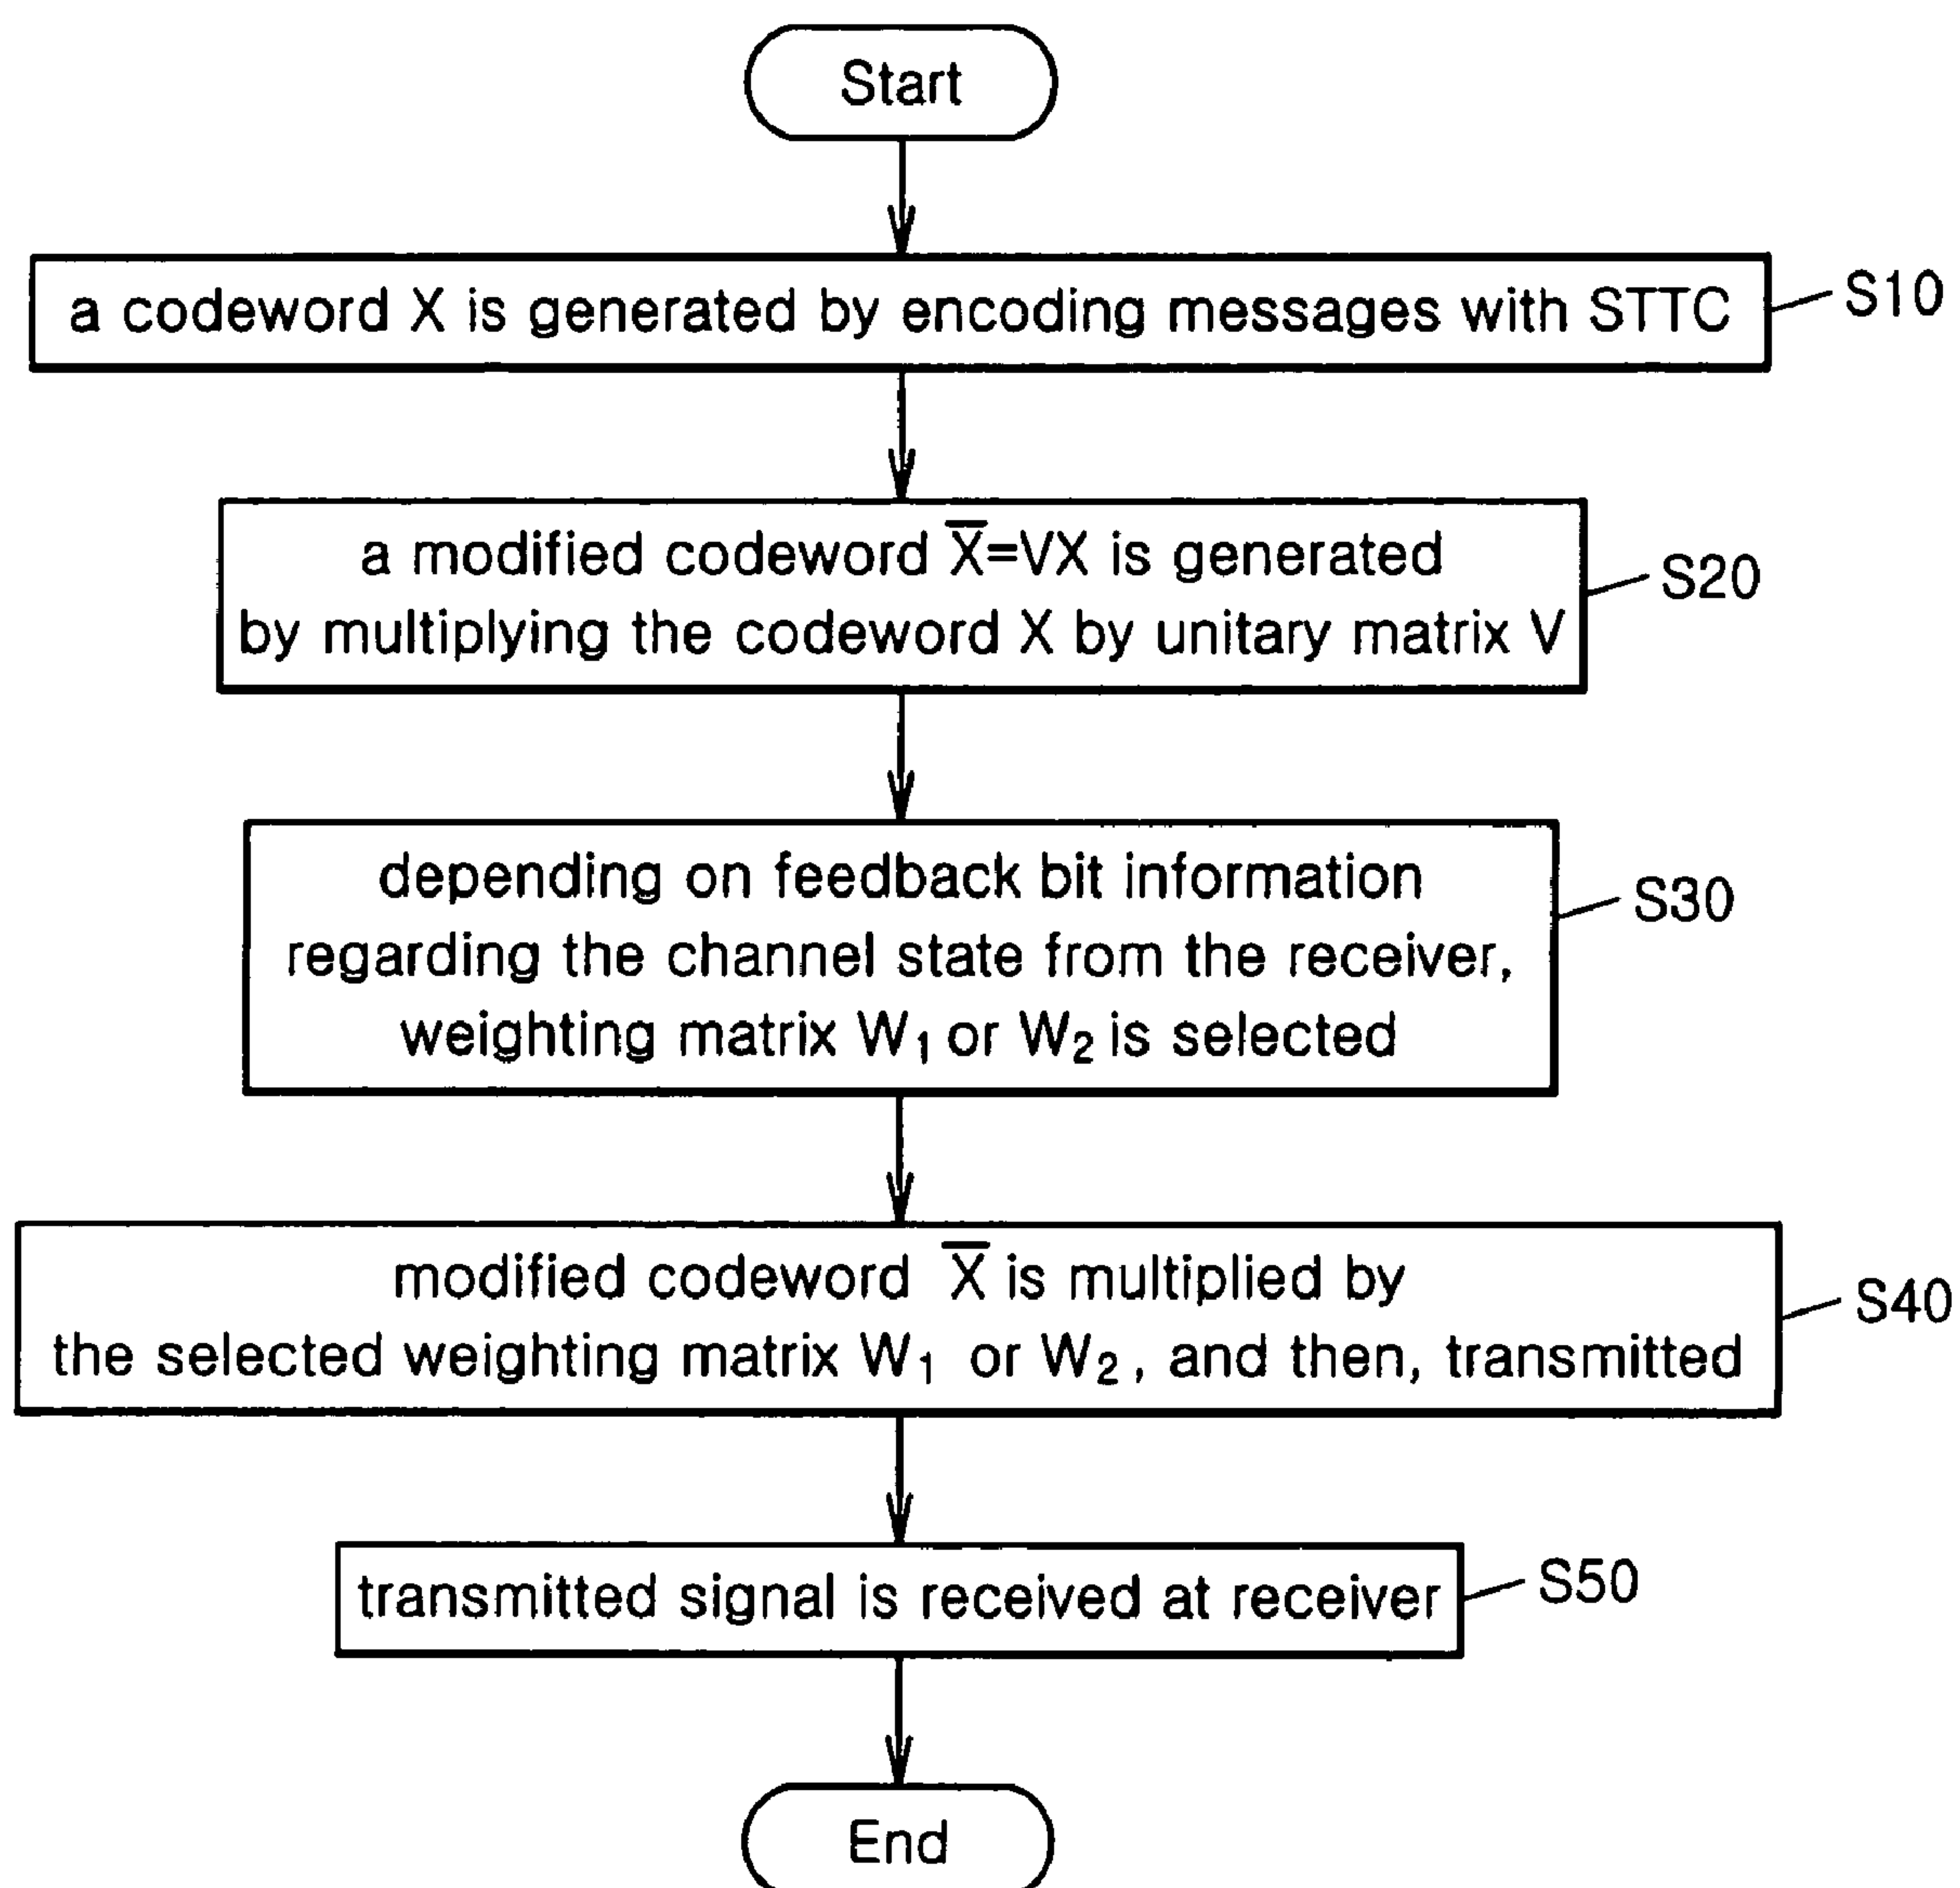 Start
a codeword X is generated by encoding messages with STTC
S10
a modified codeword X̅=VX is generated
by multiplying the codeword X by unitary matrix V
S20
depending on feedback bit information
regarding the channel state from the receiver,
weighting matrix W₁ or W₂ is selected
S30
modified codeword X̅ is multiplied by
the selected weighting matrix W₁ or W₂, and then, transmitted
S40
transmitted signal is received at receiver
S50
End